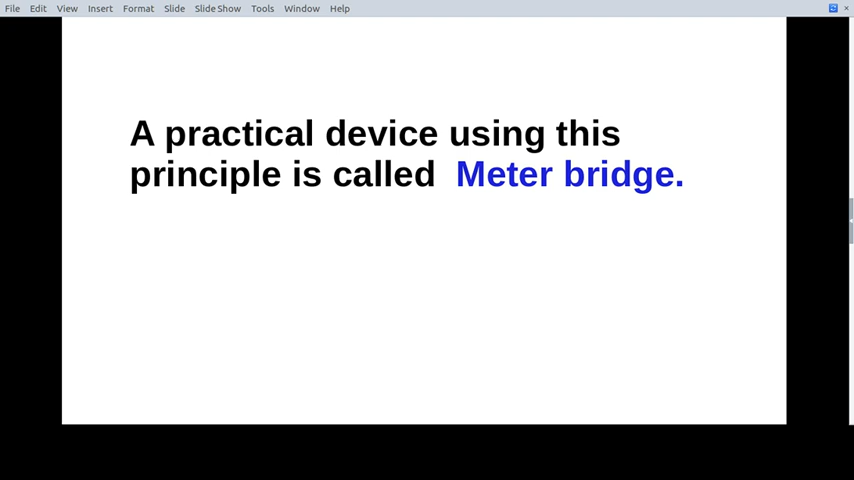 File Edit View Insert Format Slide Slide Show Tools Window Help
A practical device using this
principle is called Meter bridge.